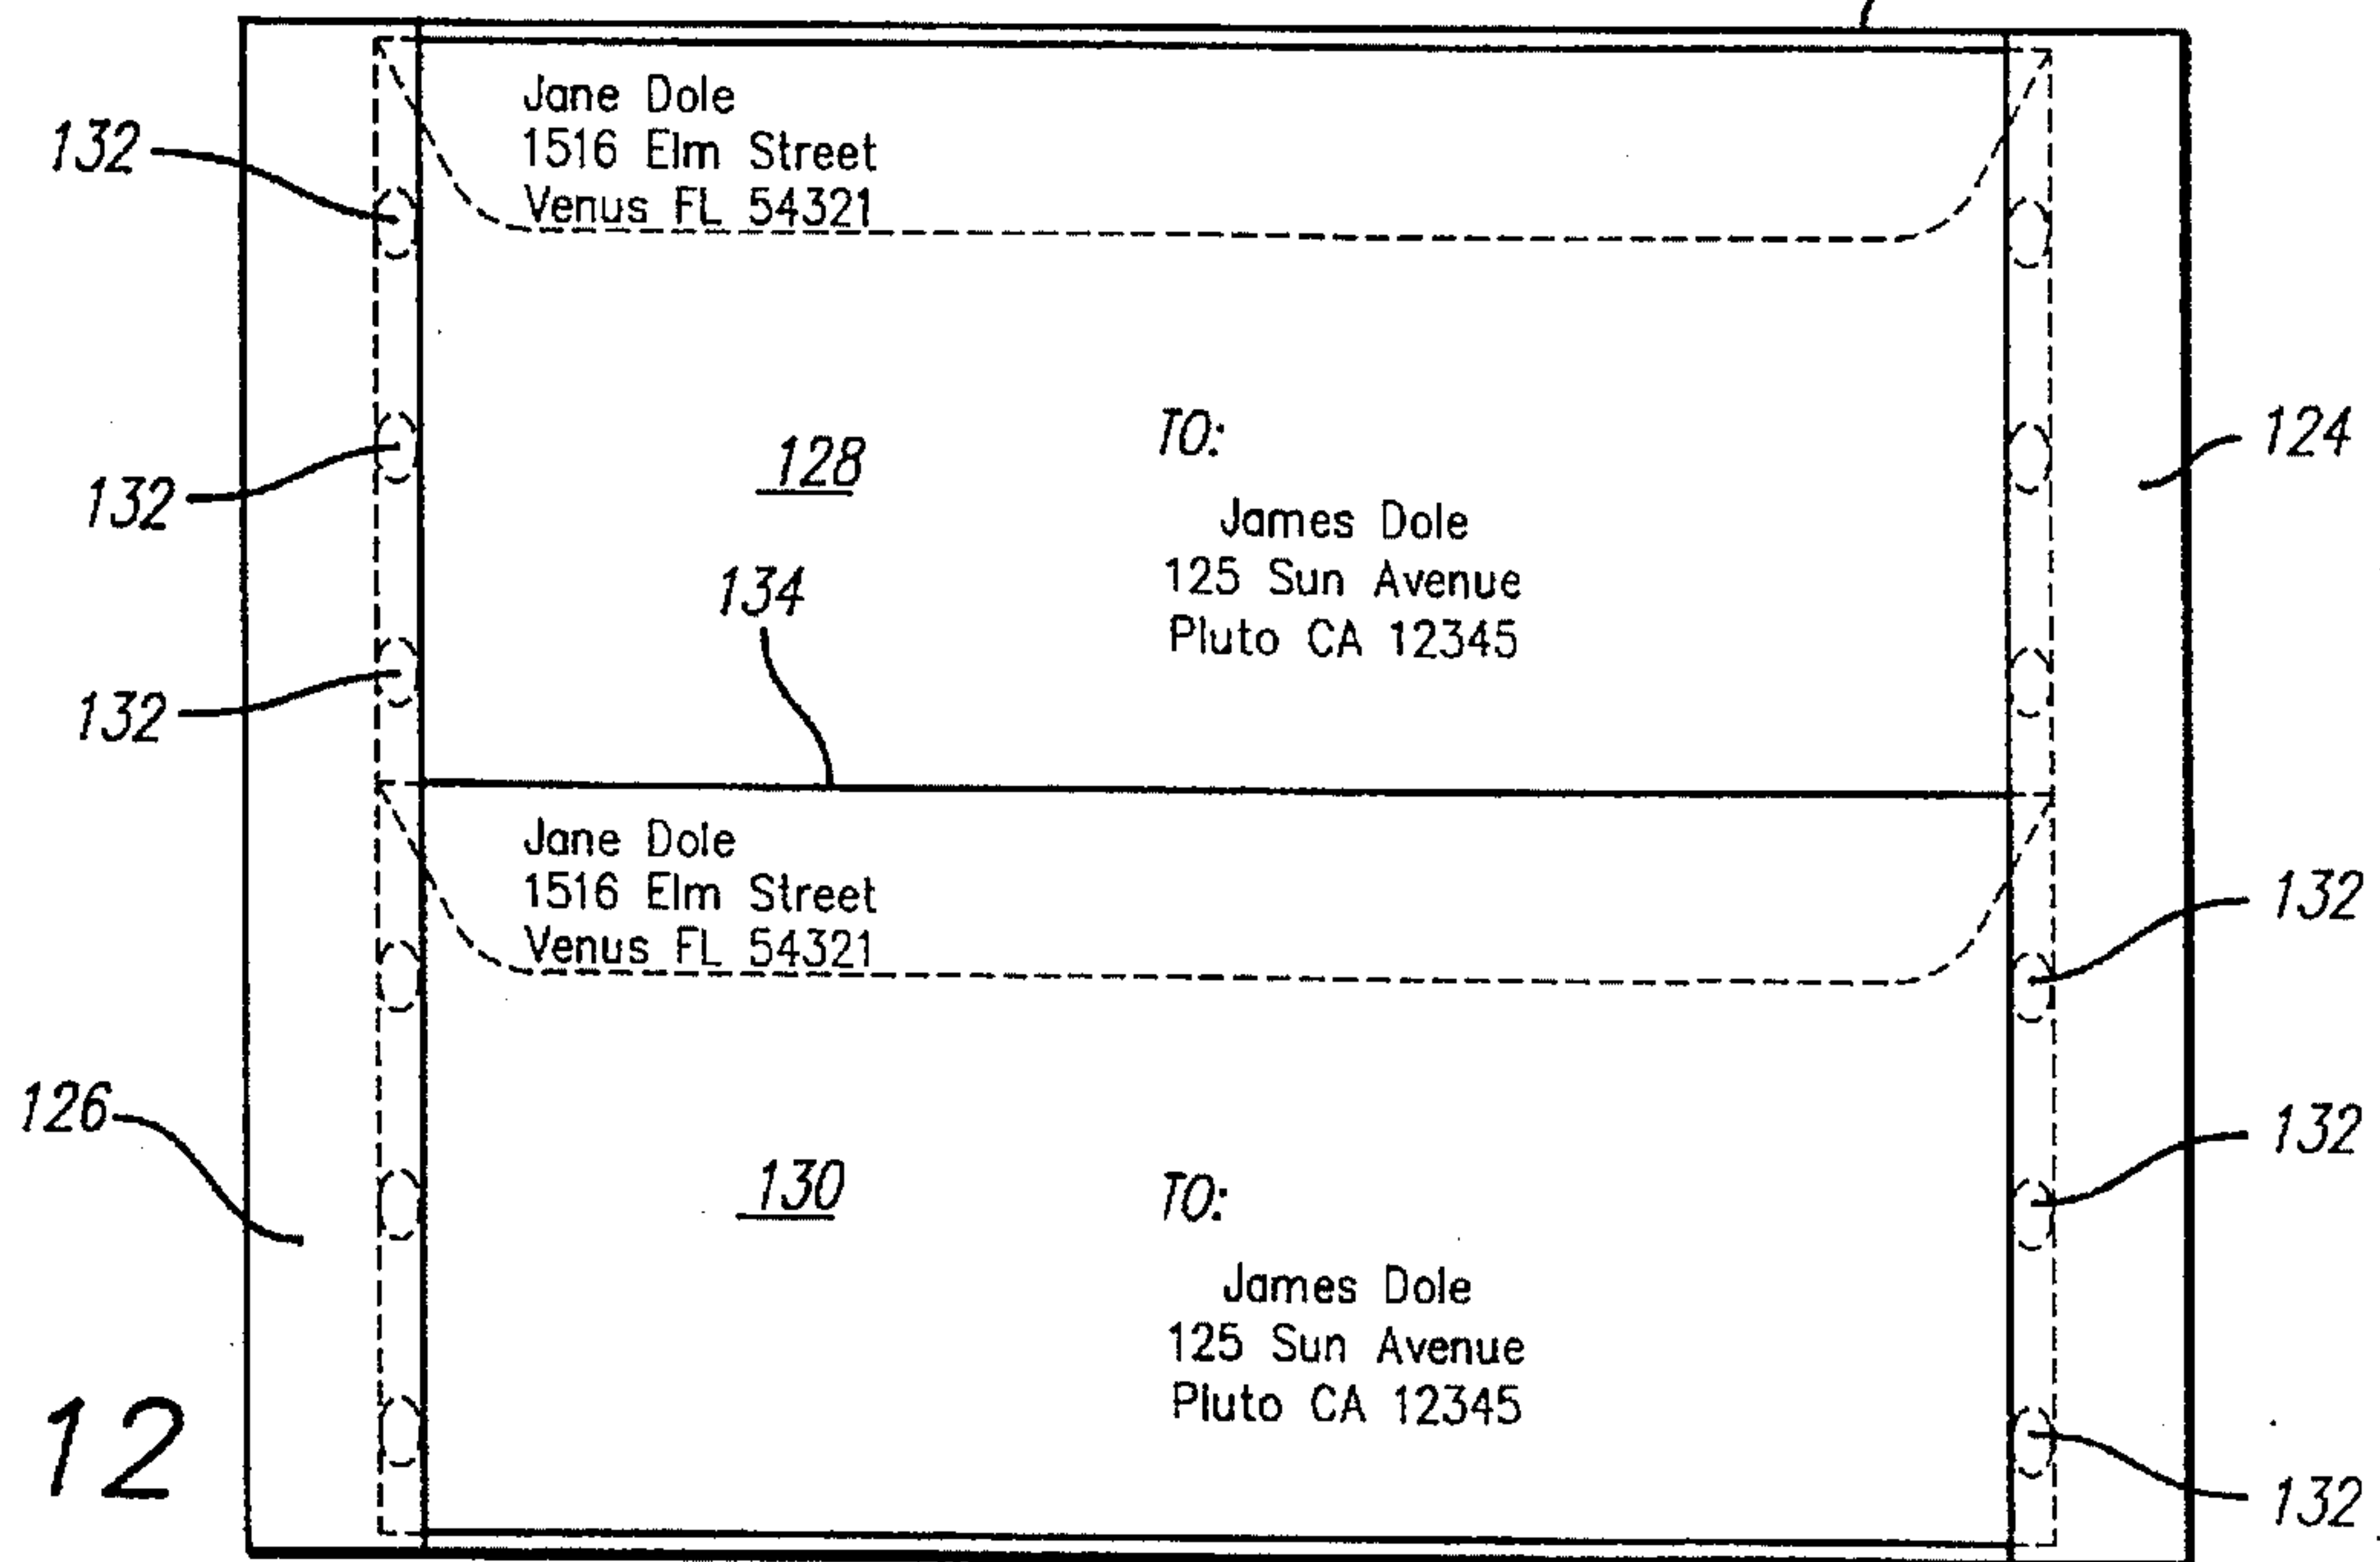 Jane Dole
1516 Elm Street
Venus FL 54321
132
132
128
TO:
124
James Dole
125 Sun Avenue
Pluto CA 12345
134
132
Jane Dole
1516 Elm Street
Venus FL 54321
132
126
130
TO:
132
James Dole
125 Sun Avenue
Pluto CA 12345
12
132